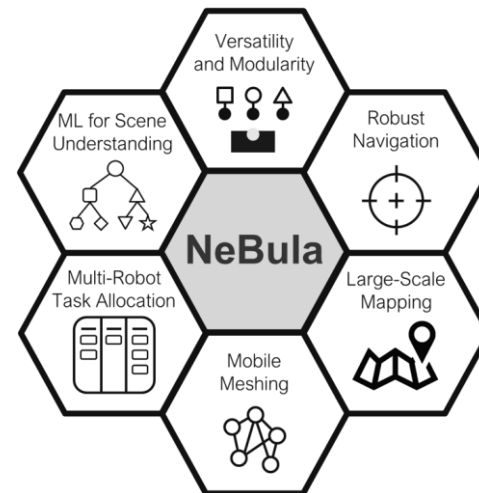 Versatility
and Modularity
ML for Scene
Understanding
Robust
Navigation
NeBula
Multi-Robot
Task Allocation
Large-Scale
Mapping
Mobile
Meshing